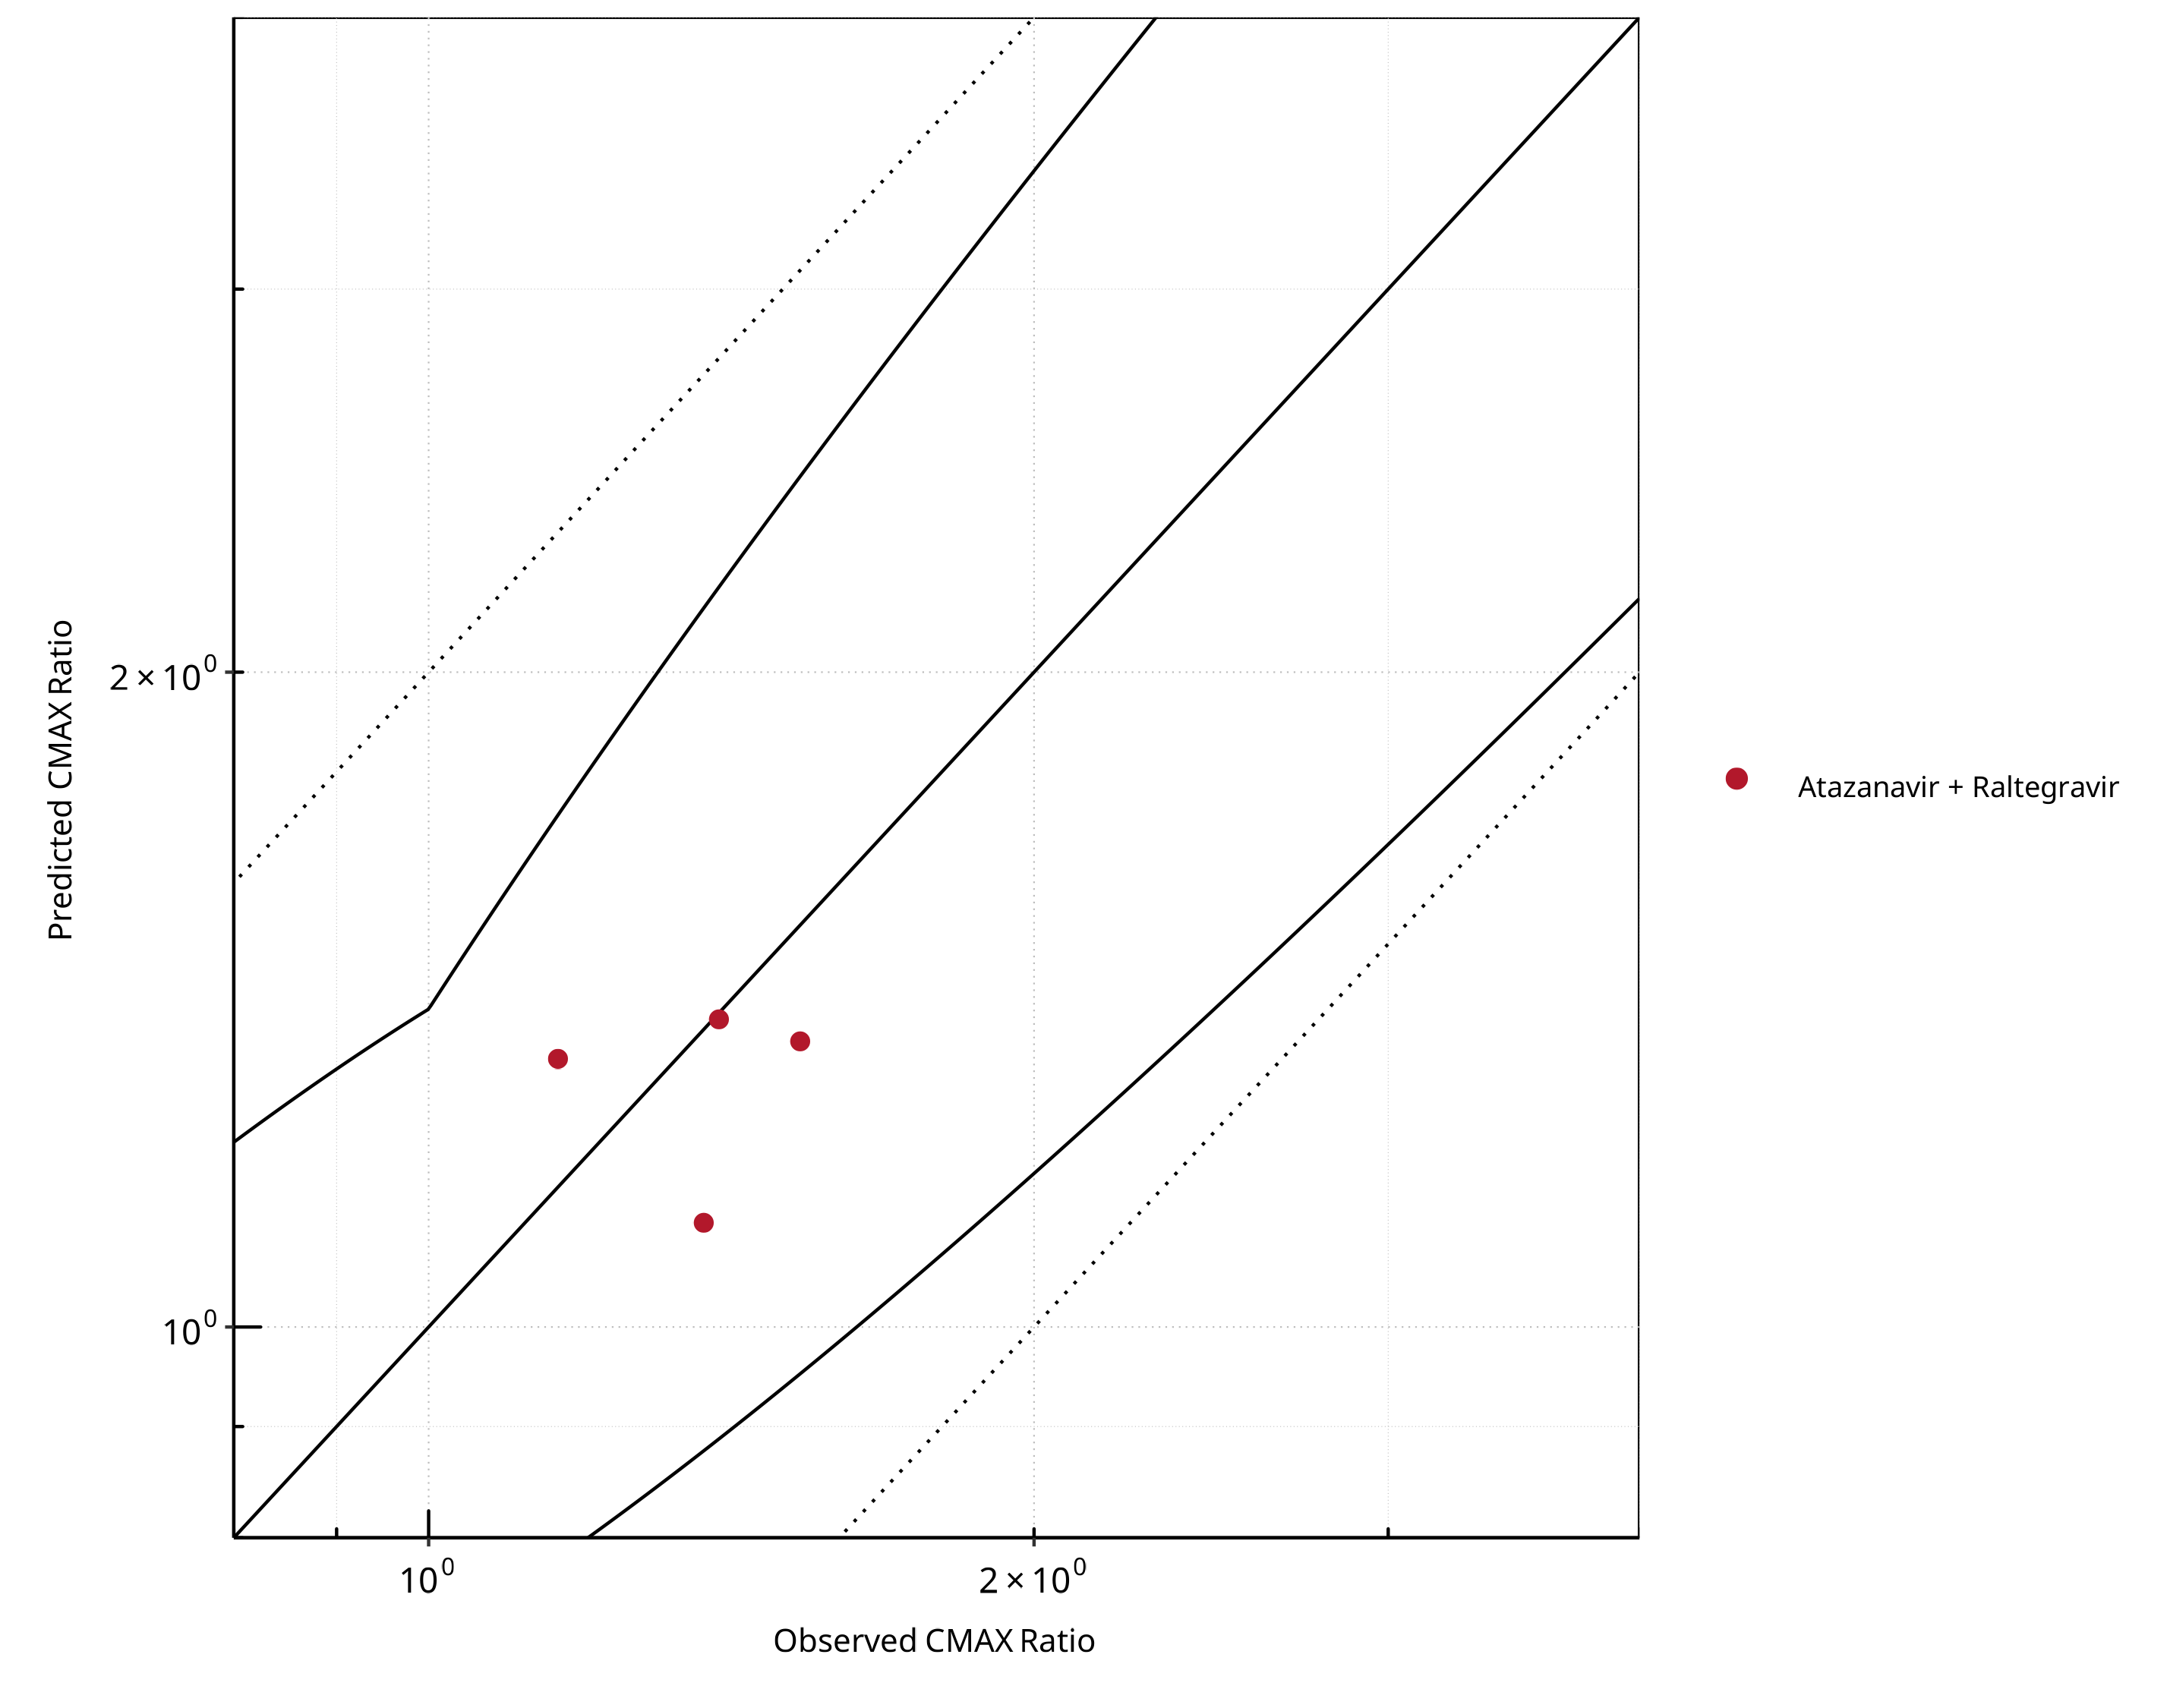 Predicted CMAX Ratio
2 × 10⁰
10⁰
10⁰
2 × 10⁰
Observed CMAX Ratio
Atazanavir + Raltegravir